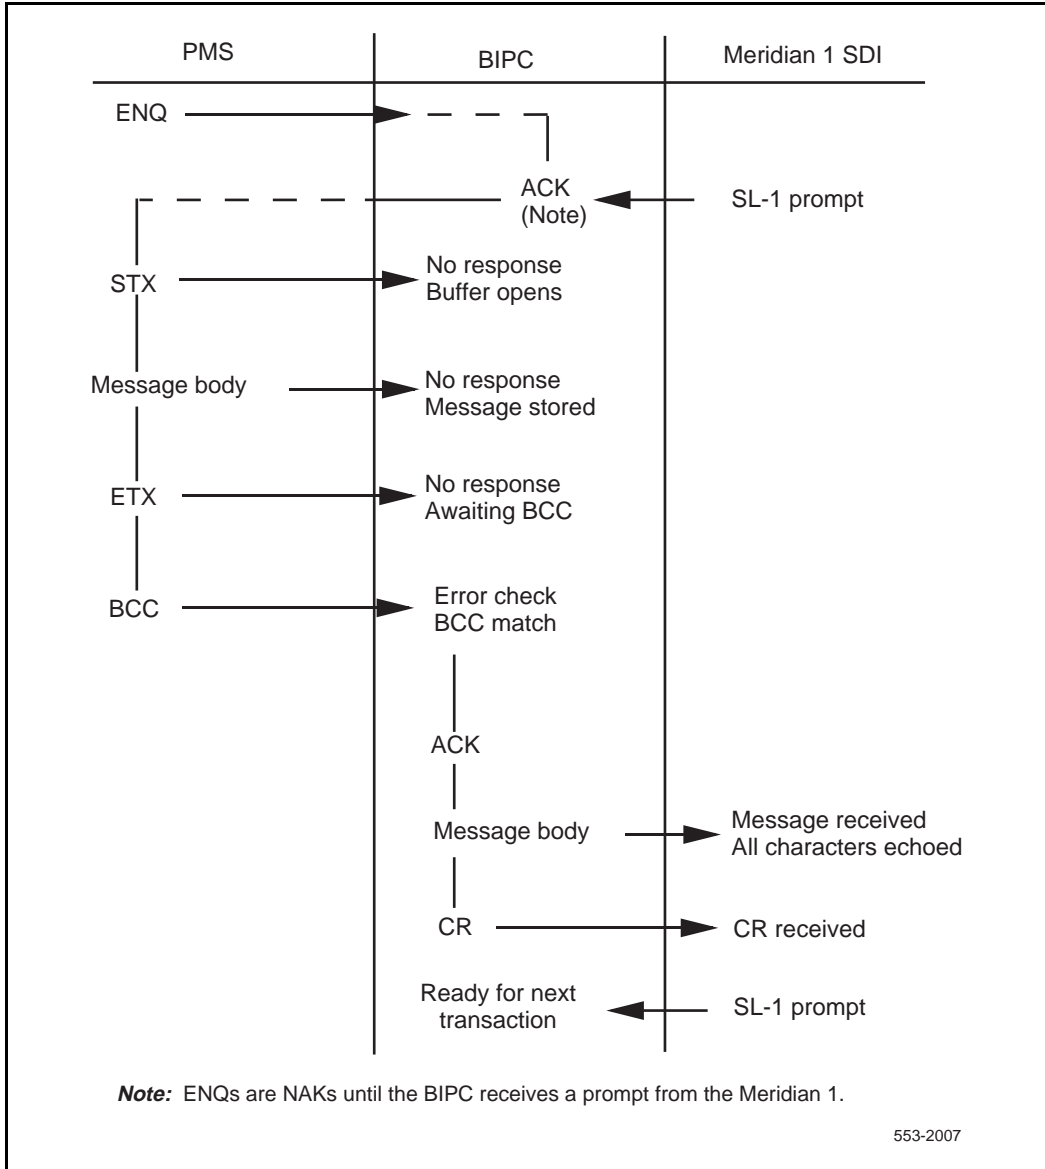 PMS
BIPC
Meridian 1 SDI
ENQ
ACK
(Note)
SL-1 prompt
STX
No response
Buffer opens
Message body
No response
Message stored
ETX
No response
Awaiting BCC
BCC
Error check
BCC match
ACK
Message body
Message received
All characters echoed
CR
CR received
Ready for next
transaction
SL-1 prompt
Note: ENQs are NAKs until the BIPC receives a prompt from the Meridian 1.
553-2007